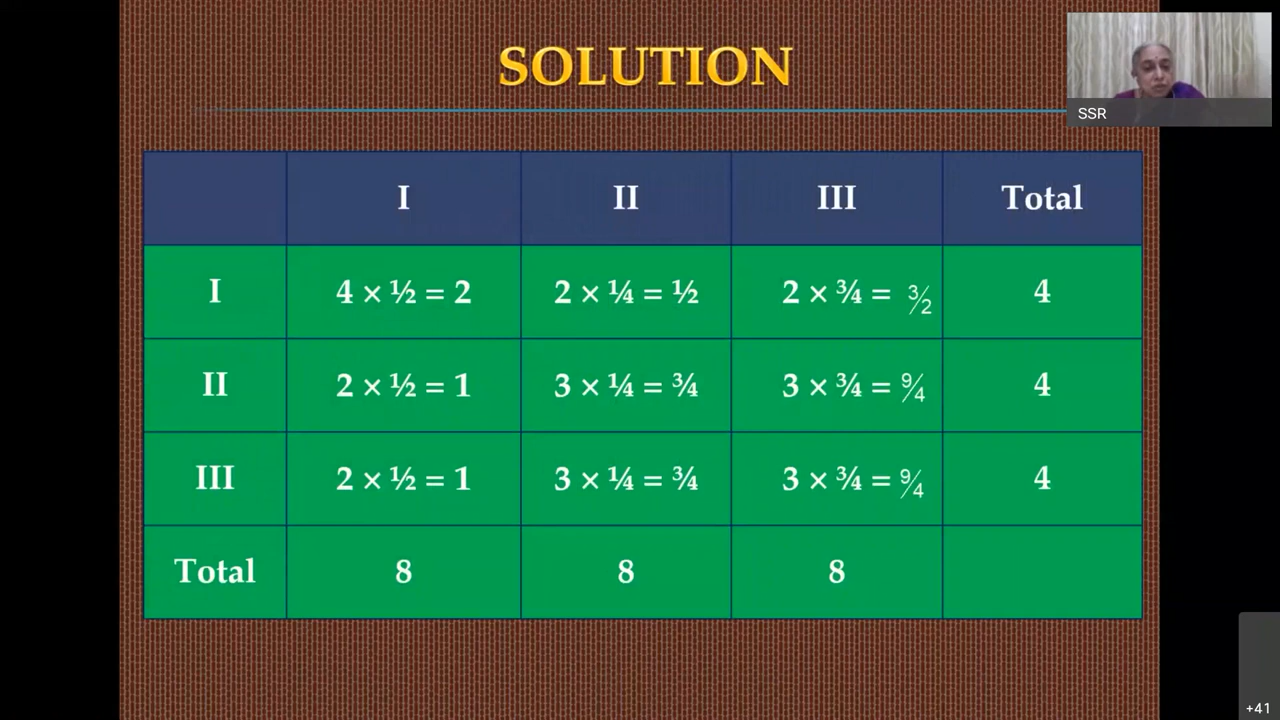 SOLUTION
SSR
I II III Total
I 4 × ½ = 2 2 × ¼ = ½ 2 × ¾ = 3⁄2 4
II 2 × ½ = 1 3 × ¼ = ¾ 3 × ¾ = 9⁄4 4
III 2 × ½ = 1 3 × ¼ = ¾ 3 × ¾ = 9⁄4 4
Total 8 8 8
+41